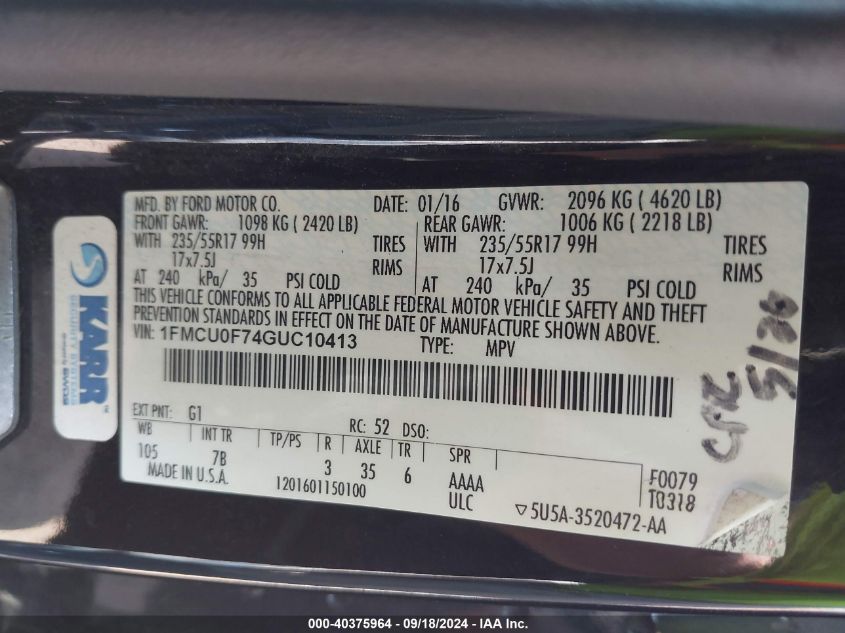 MFD. BY FORD MOTOR CO.
DATE: 01/16 GVWR: 2096 KG ( 4620 LB)
FRONT GAWR: 1098 KG ( 2420 LB)
REAR GAWR: 1006 KG ( 2218 LB)
WITH 235/55R17 99H TIRES
WITH 235/55R17 99H TIRES
17x7.5J RIMS
17x7.5J RIMS
AT 240 kPa/ 35 PSI COLD
AT 240 kPa/ 35 PSI COLD
THIS VEHICLE CONFORMS TO ALL APPLICABLE FEDERAL MOTOR VEHICLE SAFETY AND THEFT
PREVENTION STANDARDS IN EFFECT ON THE DATE OF MANUFACTURE SHOWN ABOVE.
VIN: 1FMCU0F74GUC10413 TYPE: MPV
EXT PNT: G1 RC: 52 DSO:
WB INT TR TP/PS R AXLE TR SPR
105 7B 3 35 6 AAAA F0079
MADE IN U.S.A. 1201601150100 ULC T0318
▽5U5A-3520472-AA
KARR
SECURITY SYSTEMS
5/26
000-40375964 - 09/18/2024 - IAA Inc.